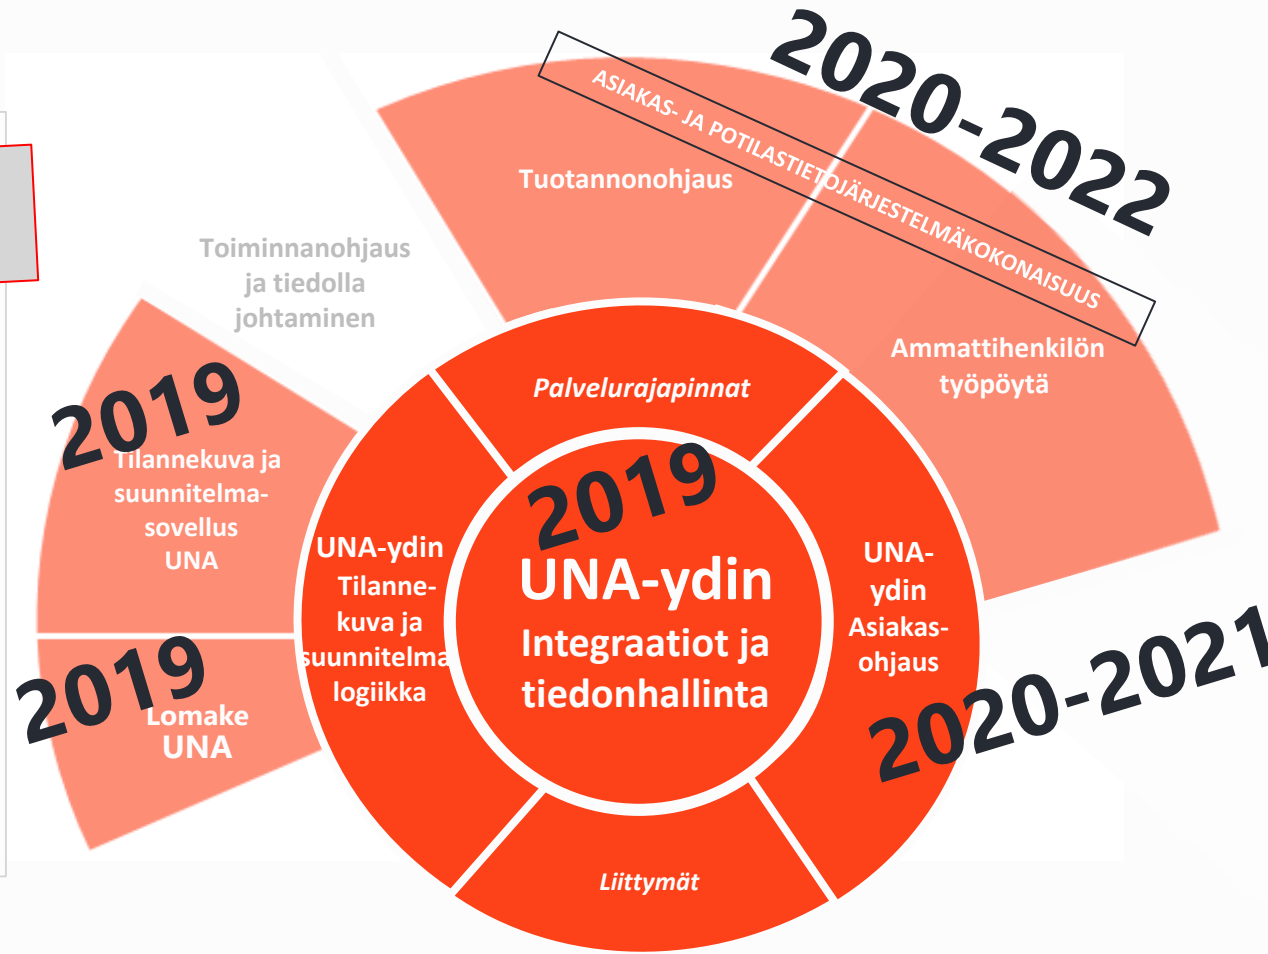 2020-2022
ASIAKAS- JA POTILASTIETOJÄRJESTELMÄKOKONAISUUS
Tuotannonohjaus
Toiminnanohjaus
ja tiedolla
johtaminen
Ammattihenkilön
työpöytä
Palvelurajapinnat
2019
Tilannekuva ja
suunnitelma-
sovellus
UNA
2019
UNA-ydin
Integraatiot ja
tiedonhallinta
UNA-ydin
Tilanne-
kuva ja
suunnitelma
logiikka
UNA-
ydin
Asiakas-
ohjaus
2020-2021
2019
Lomake
UNA
Liittymät